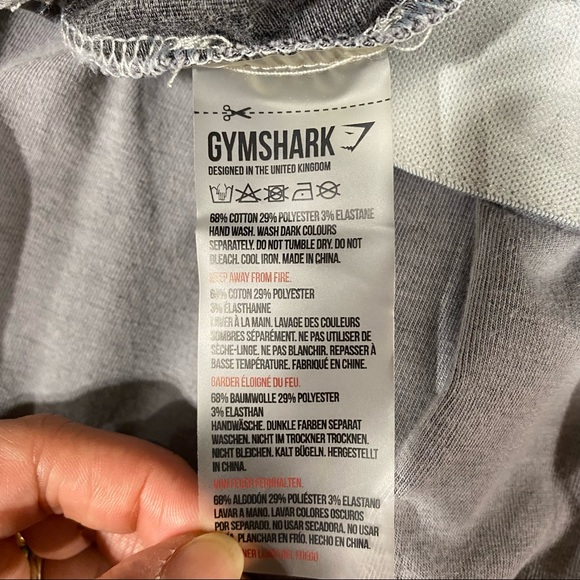 GYMSHARK
DESIGNED IN THE UNITED KINGDOM
68% COTTON 29% POLYESTER 3% ELASTANE
HAND WASH. WASH DARK COLOURS
SEPARATELY. DO NOT TUMBLE DRY. DO NOT
BLEACH. COOL IRON. MADE IN CHINA.
KEEP AWAY FROM FIRE.
68% COTON 29% POLYESTER
3% ÉLASTHANNE
LAVER À LA MAIN. LAVAGE DES COULEURS
SOMBRES SÉPARÉMENT. NE PAS UTILISER DE
SÈCHE-LINGE. NE PAS BLANCHIR. REPASSER À
BASSE TEMPÉRATURE. FABRIQUÉ EN CHINE.
GARDER ÉLOIGNÉ DU FEU.
68% BAUMWOLLE 29% POLYESTER
3% ELASTHAN
HANDWÄSCHE. DUNKLE FARBEN SEPARAT
WASCHEN. NICHT IM TROCKNER TROCKNEN.
NICHT BLEICHEN. KALT BÜGELN. HERGESTELLT
IN CHINA.
VON FEUER FERNHALTEN.
68% ALGODÓN 29% POLIÉSTER 3% ELASTANO
LAVAR A MANO. LAVAR COLORES OSCUROS
POR SEPARADO. NO USAR SECADORA. NO USAR
PLANCHAR EN FRÍO. HECHO EN CHINA.
FUEGO